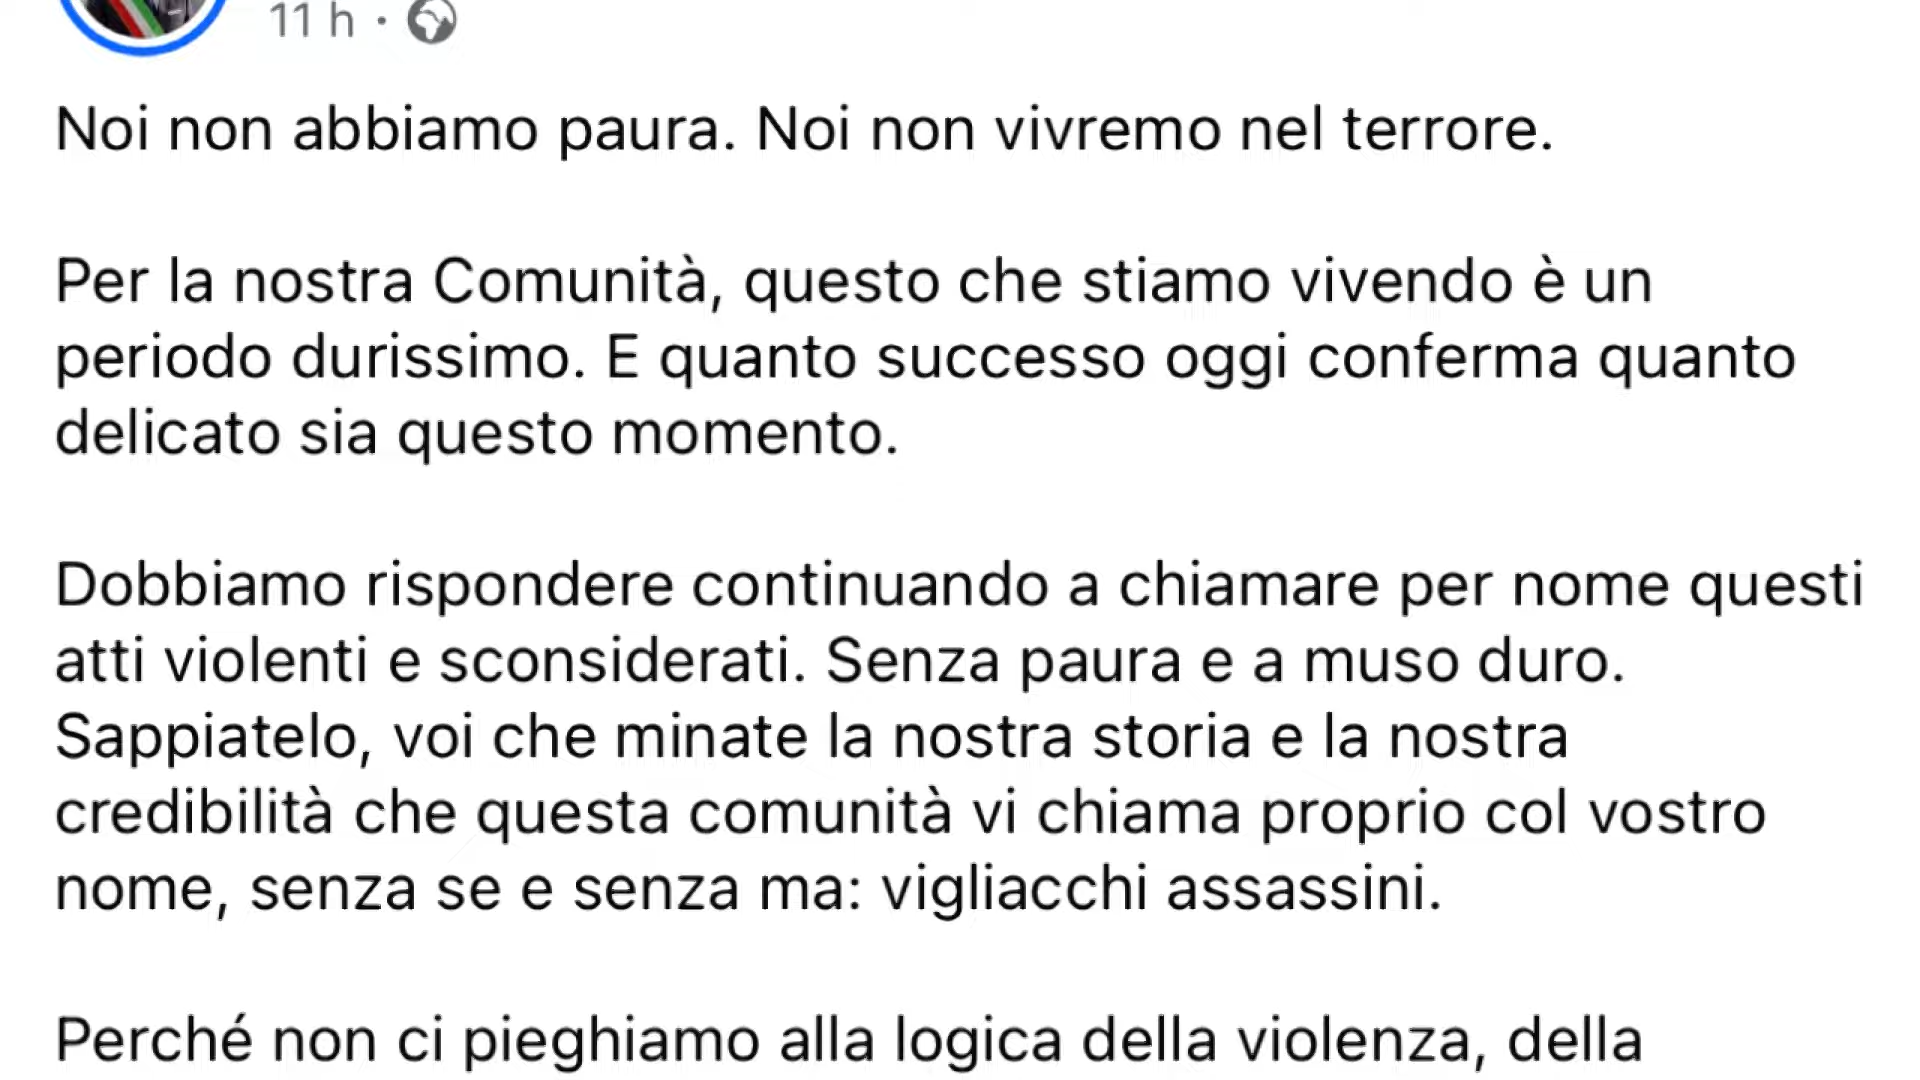 11 h ·
Noi non abbiamo paura. Noi non vivremo nel terrore.
Per la nostra Comunità, questo che stiamo vivendo è un
periodo durissimo. E quanto successo oggi conferma quanto
delicato sia questo momento.
Dobbiamo rispondere continuando a chiamare per nome questi
atti violenti e sconsiderati. Senza paura e a muso duro.
Sappiatelo, voi che minate la nostra storia e la nostra
credibilità che questa comunità vi chiama proprio col vostro
nome, senza se e senza ma: vigliacchi assassini.
Perché non ci pieghiamo alla logica della violenza, della